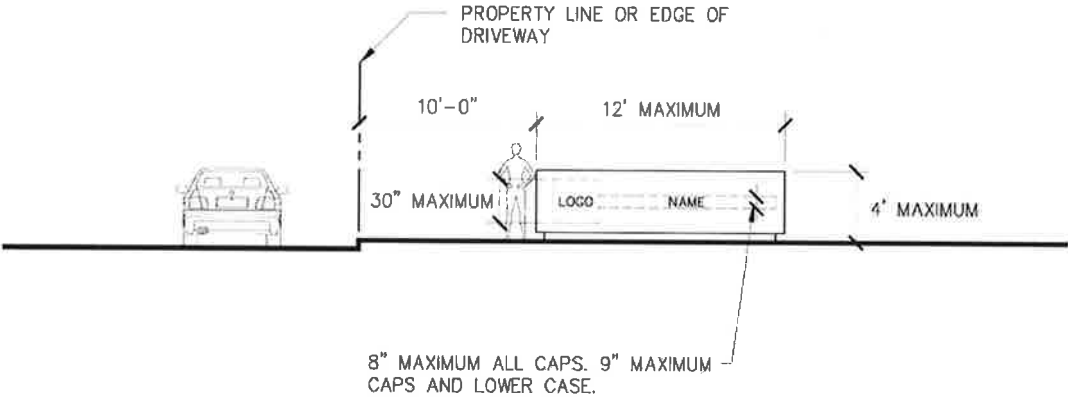 PROPERTY LINE OR EDGE OF
DRIVEWAY
10'-0"
12' MAXIMUM
30" MAXIMUM
LOGO
NAME
4' MAXIMUM
8" MAXIMUM ALL CAPS. 9" MAXIMUM
CAPS AND LOWER CASE.